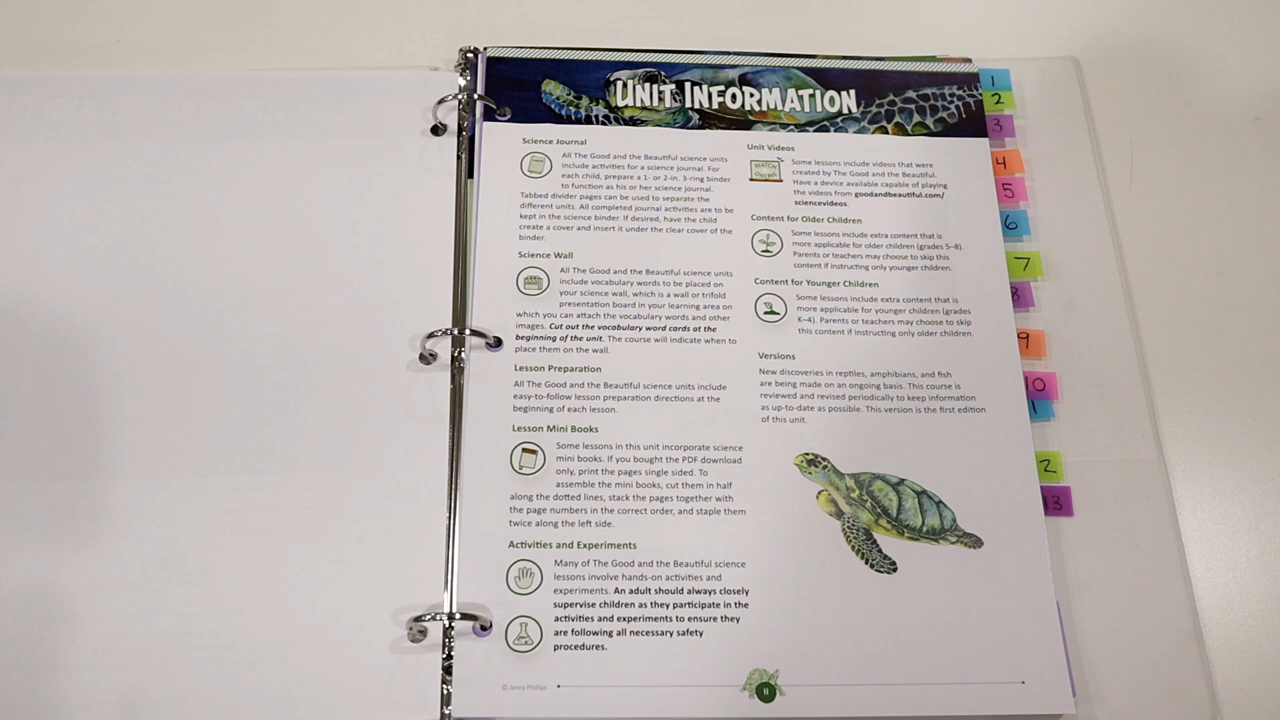 UNIT INFORMATION
Science Journal
All The Good and the Beautiful science units
include activities for a science journal. For
each child, prepare a 1- or 2-in. 3-ring binder
to function as his or her science journal.
Tabbed divider pages can be used to separate the
different units. All completed journal activities are to be
kept in the science binder. If desired, have the child
create a cover and insert it under the clear cover of the
binder.
Science Wall
All The Good and the Beautiful science units
include vocabulary words to be placed on
your science wall, which is a wall or trifold
presentation board in your learning area on
which you can attach the vocabulary words and other
images. Cut out the vocabulary word cards at the
beginning of the unit. The course will indicate when to
place them on the wall.
Lesson Preparation
All The Good and the Beautiful science units include
easy-to-follow lesson preparation directions at the
beginning of each lesson.
Lesson Mini Books
Some lessons in this unit incorporate science
mini books. If you bought the PDF download
only, print the pages single sided. To
assemble the mini books, cut them in half
along the dotted lines, stack the pages together with
the page numbers in the correct order, and staple them
twice along the left side.
Activities and Experiments
Many of The Good and the Beautiful science
lessons involve hands-on activities and
experiments. An adult should always closely
supervise children as they participate in the
activities and experiments to ensure they
are following all necessary safety
procedures.
Unit Videos
WATCH
Some lessons include videos that were
created by The Good and the Beautiful.
Have a device available capable of playing
the videos from goodandbeautiful.com/
sciencevideos.
Content for Older Children
Some lessons include extra content that is
more applicable for older children (grades 5–8).
Parents or teachers may choose to skip this
content if instructing only younger children.
Content for Younger Children
Some lessons include extra content that is
more applicable for younger children (grades
K–4). Parents or teachers may choose to skip
this content if instructing only older children.
Versions
New discoveries in reptiles, amphibians, and fish
are being made on an ongoing basis. This course is
reviewed and revised periodically to keep information
as up-to-date as possible. This version is the first edition
of this unit.
© Jenny Phillips
ii
1
2
3
4
5
6
7
8
9
10
1
2
13